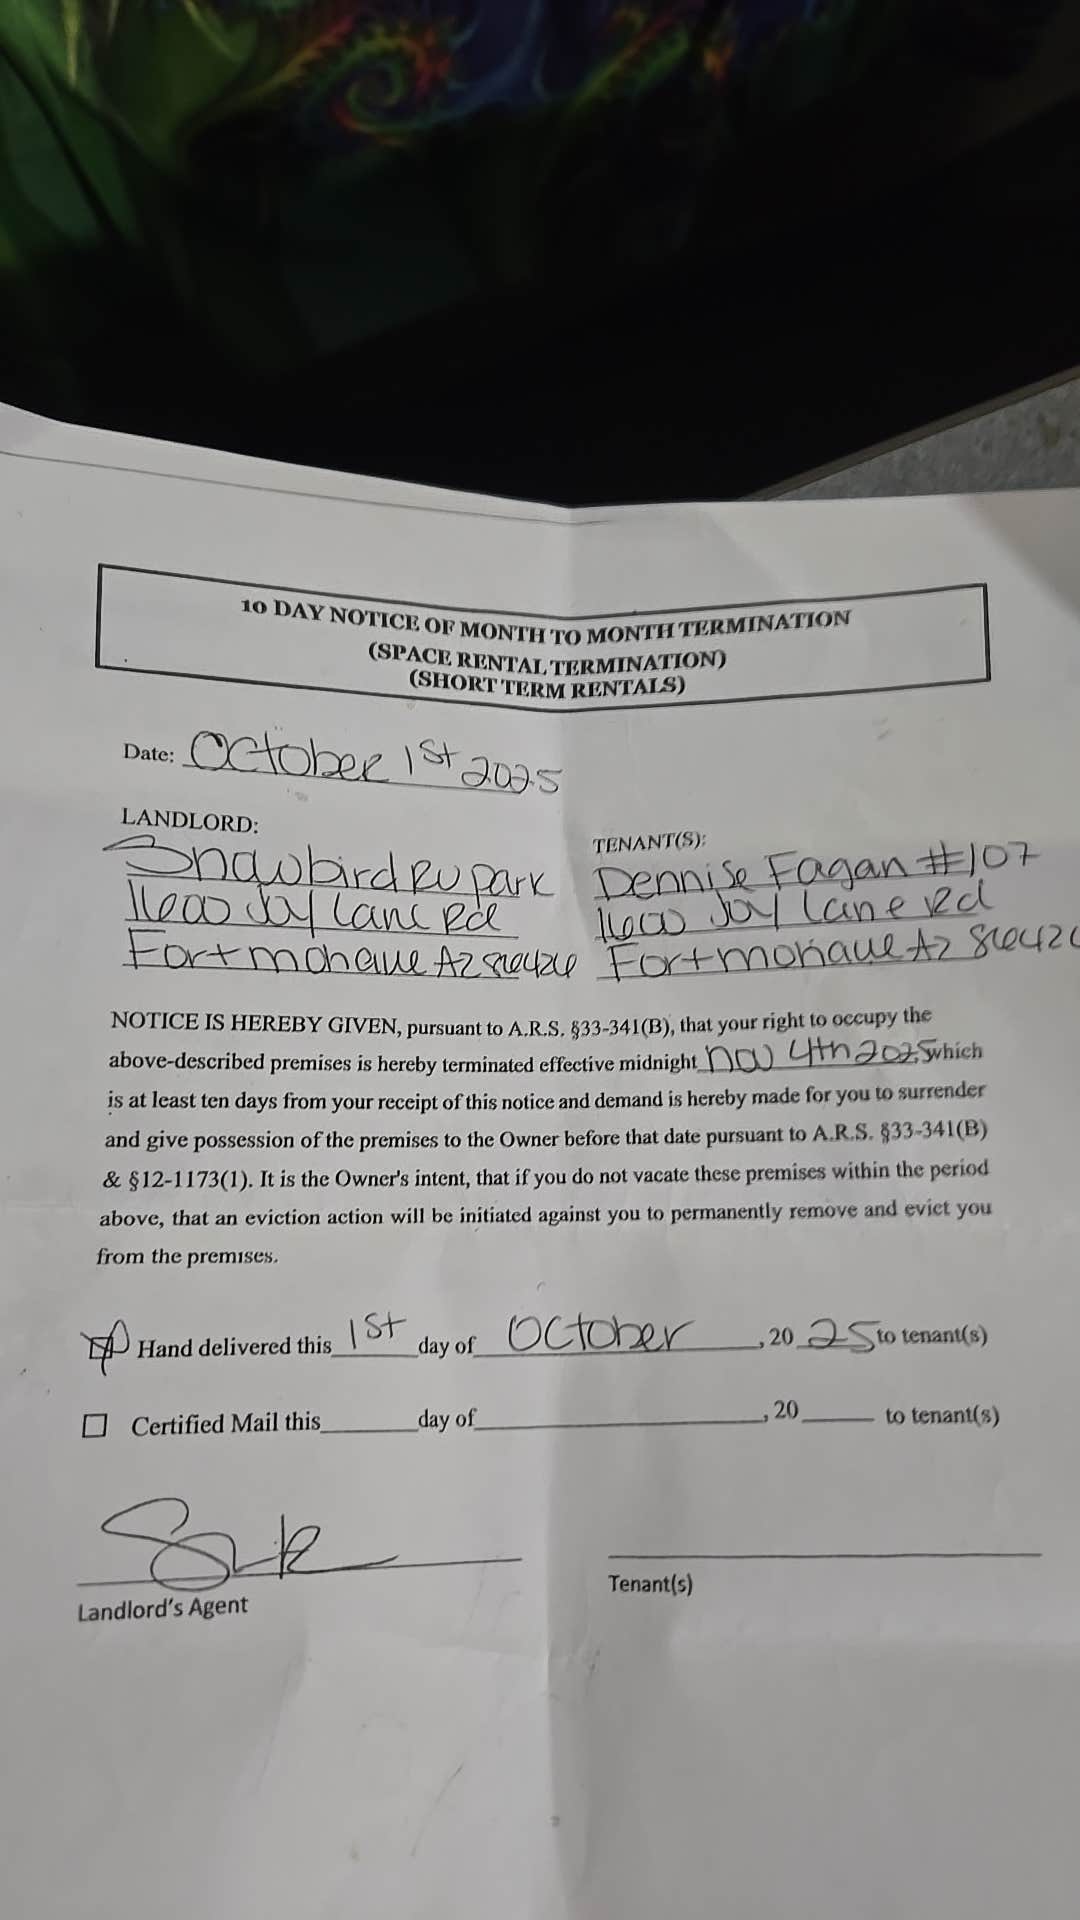 10 DAY NOTICE OF MONTH TO MONTH TERMINATION
(SPACE RENTAL TERMINATION)
(SHORT TERM RENTALS)
Date: October 1st 2025
LANDLORD:
TENANT(S):
Snowbird RV park
Dennise Fagan #107
1600 Joy Lane Rd
1600 Joy Lane Rd
Fort mohave AZ 86426
Fort mohave AZ 8642
NOTICE IS HEREBY GIVEN, pursuant to A.R.S. §33-341(B), that your right to occupy the
above-described premises is hereby terminated effective midnight nov 4th 2025 which
is at least ten days from your receipt of this notice and demand is hereby made for you to surrender
and give possession of the premises to the Owner before that date pursuant to A.R.S. §33-341(B)
& §12-1173(1). It is the Owner's intent, that if you do not vacate these premises within the period
above, that an eviction action will be initiated against you to permanently remove and evict you
from the premises.
Hand delivered this 1st day of October, 20 25 to tenant(s)
Certified Mail this____day of____, 20____ to tenant(s)
Landlord's Agent
Tenant(s)